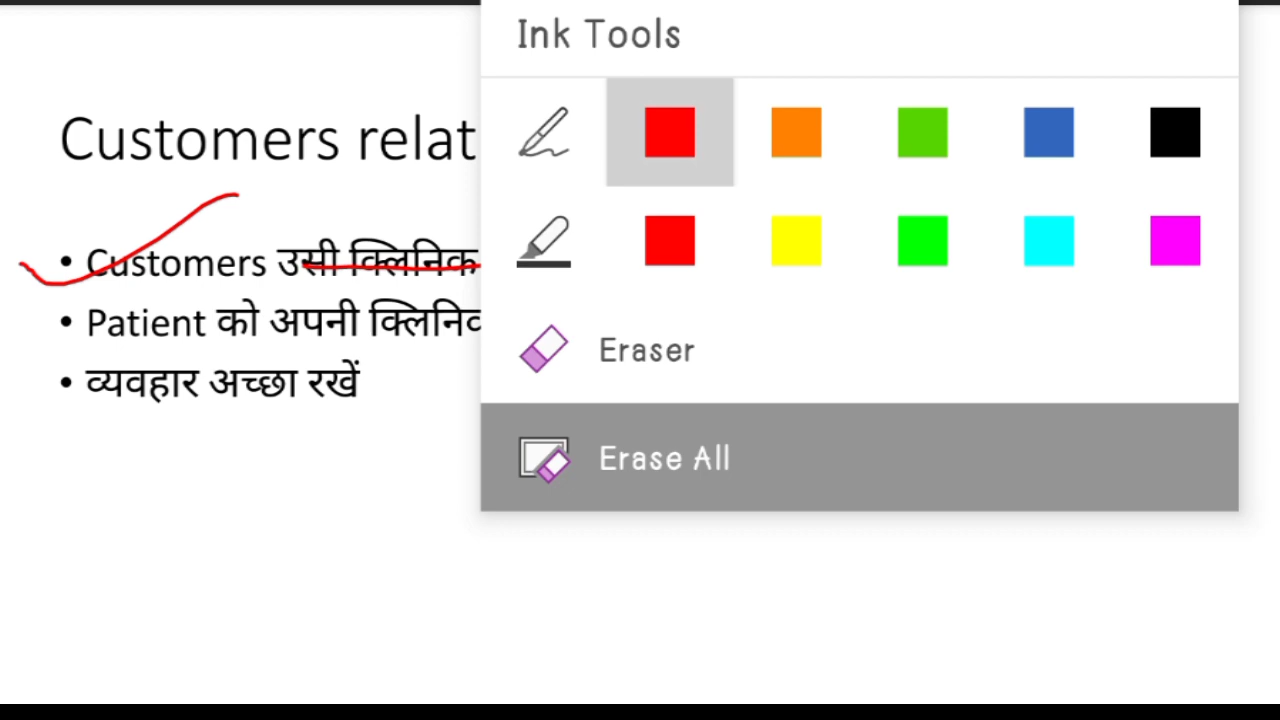 Ink Tools
Customers relat
Customers उसी क्लिनिक
Patient को अपनी
व्यवहार अच्छा रखें
Eraser
Erase All